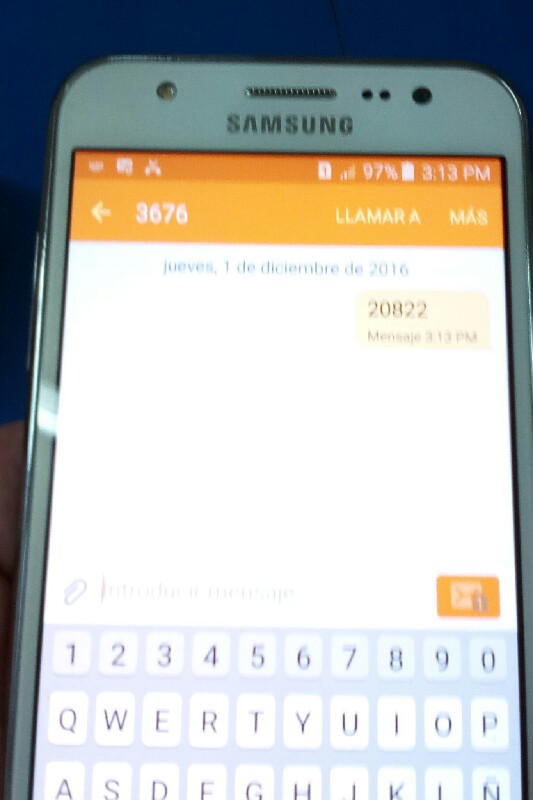 SAMSUNG
97% 3:13 PM
3676 LLAMAR A MÁS
jueves, 1 de diciembre de 2016
20822
Mensaje 3:13 PM
Introducir mensaje
1 2 3 4 5 6 7 8 9 0
Q W E R T Y U I O P
A S D F G H J K L Ñ